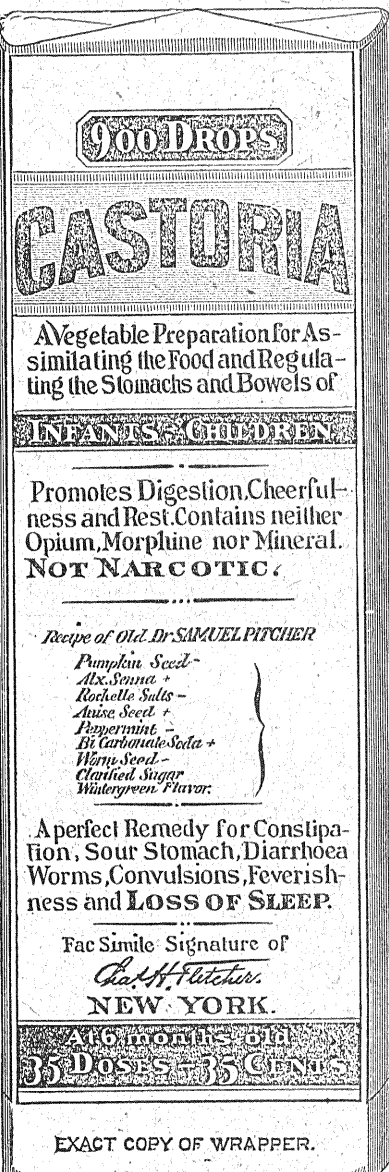 900 DROPS
CASTORIA
A Vegetable Preparation for As-
similating the Food and Regula-
ting the Stomachs and Bowels of
INFANTS – CHILDREN
Promotes Digestion, Cheerful-
ness and Rest. Contains neither
Opium, Morphine nor Mineral.
NOT NARCOTIC.
Recipe of Old Dr SAMUEL PITCHER
Pumpkin Seed -
Alx. Senna +
Rochelle Salts -
Anise Seed +
Peppermint -
Bi Carbonate Soda +
Worm Seed -
Clarified Sugar
Wintergreen Flavor.
A perfect Remedy for Constipa-
tion, Sour Stomach, Diarrhoea
Worms, Convulsions, Feverish-
ness and LOSS OF SLEEP.
Fac Simile Signature of
Chas. H. Fletcher.
NEW YORK.
At 6 months old
35 DOSES – 35 CENTS
EXACT COPY OF WRAPPER.